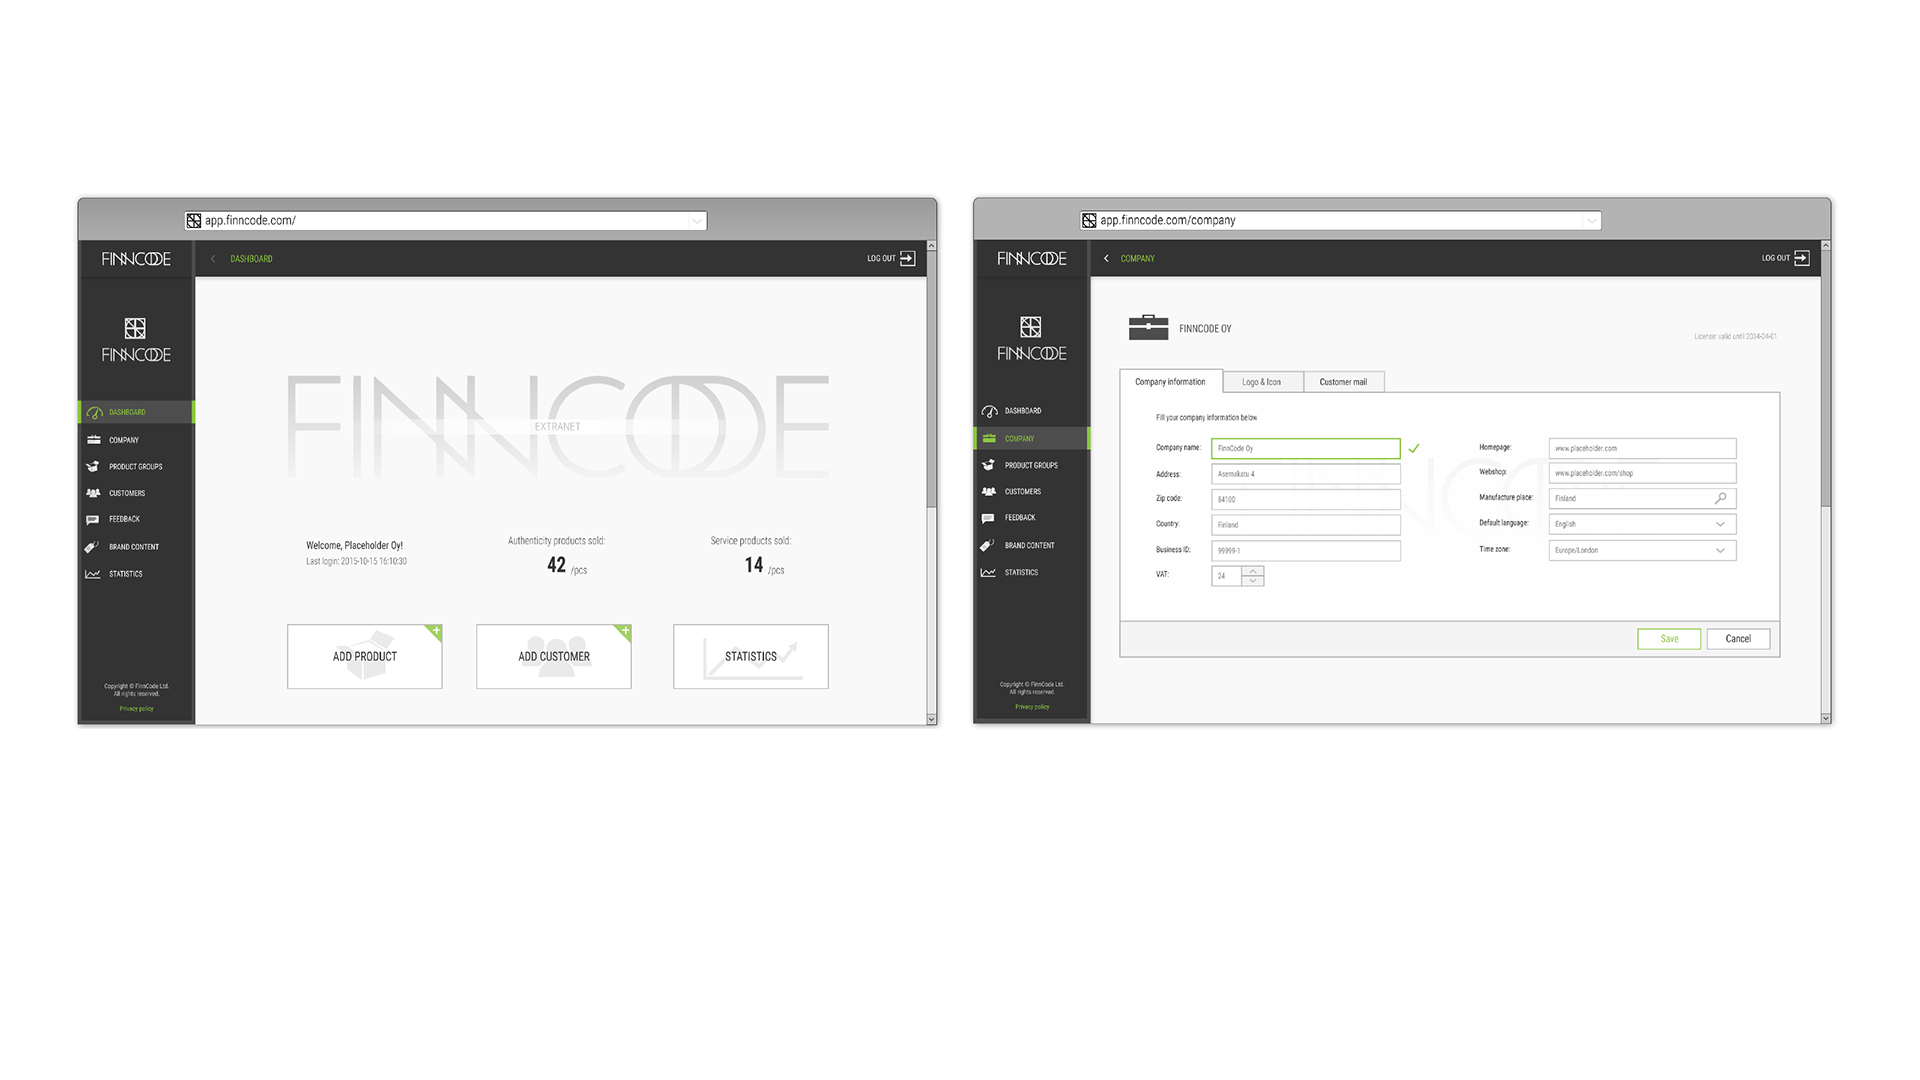 app.finncode.com/
FINNCODE
DASHBOARD
LOG OUT
FINNCODE
DASHBOARD
COMPANY
PRODUCT GROUPS
CUSTOMERS
FEEDBACK
BRAND CONTENT
STATISTICS
Copyright © FinnCode Ltd.
All rights reserved.
Privacy policy
FINNCODE
EXTRANET
Welcome, Placeholder Oy!
Last login: 2015-10-15 16:10:30
Authenticity products sold:
42 /pcs
Service products sold:
14 /pcs
ADD PRODUCT
ADD CUSTOMER
STATISTICS
app.finncode.com/company
FINNCODE
COMPANY
LOG OUT
FINNCODE
DASHBOARD
COMPANY
PRODUCT GROUPS
CUSTOMERS
FEEDBACK
BRAND CONTENT
STATISTICS
Copyright © FinnCode Ltd.
All rights reserved.
Privacy policy
FINNCODE OY
License: valid until 2034-04-01
Company information
Logo & Icon
Customer mail
Fill your company information below
Company name: FinnCode Oy
Address: Asemakatu 4
Zip code: 84100
Country: Finland
Business ID: 99999-1
VAT: 24
Homepage: www.placeholder.com
Webshop: www.placeholder.com/shop
Manufacture place: Finland
Default language: English
Time zone: Europe/London
FINNCODE
Save
Cancel